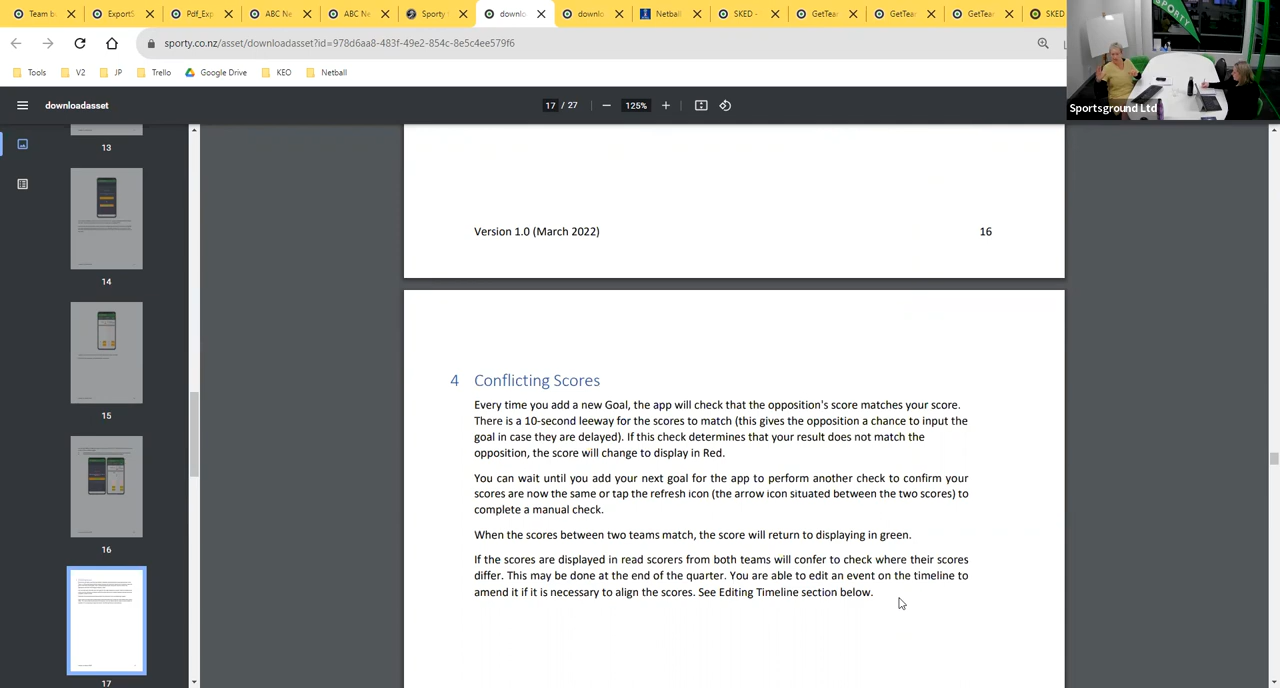 Team b
ExportS
Pdf_Exp
ABC Ne
ABC Ne
Sporty
downlo
downlo
Netbal
SKED -
GetTea
GetTea
GetTea
SKED
sporty.co.nz/asset/downloadasset?id=978d6aa8-483f-49e2-854c-8e5c4ee579f6
Tools
V2
JP
Trello
Google Drive
KEO
Netball
SPORTY
Sportsground Ltd
downloadasset
17 / 27
125%
13
14
15
16
17
Version 1.0 (March 2022)
16
4 Conflicting Scores
Every time you add a new Goal, the app will check that the opposition's score matches your score.
There is a 10-second leeway for the scores to match (this gives the opposition a chance to input the
goal in case they are delayed). If this check determines that your result does not match the
opposition, the score will change to display in Red.
You can wait until you add your next goal for the app to perform another check to confirm your
scores are now the same or tap the refresh icon (the arrow icon situated between the two scores) to
complete a manual check.
When the scores between two teams match, the score will return to displaying in green.
If the scores are displayed in read scorers from both teams will confer to check where their scores
differ. This may be done at the end of the quarter. You are able to edit an event on the timeline to
amend it if it is necessary to align the scores. See Editing Timeline section below.